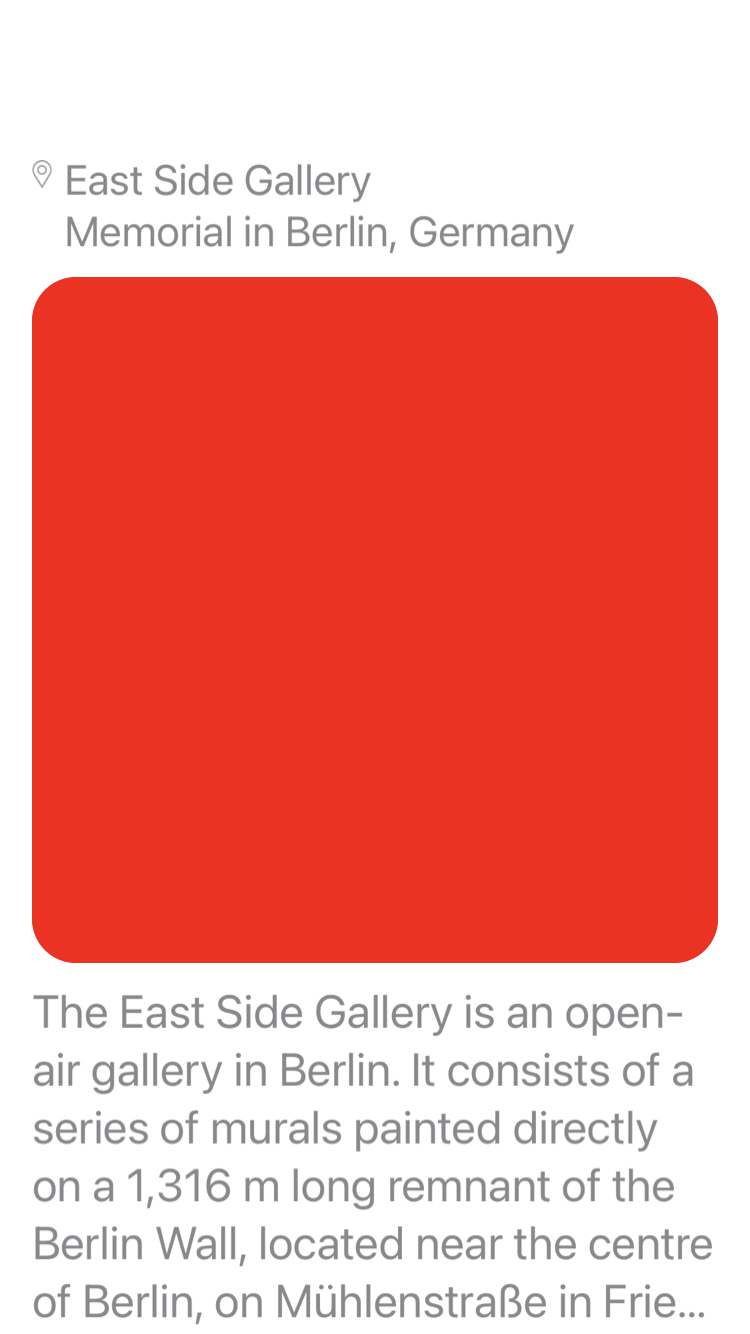 East Side Gallery
Memorial in Berlin, Germany
The East Side Gallery is an open-
air gallery in Berlin. It consists of a
series of murals painted directly
on a 1,316 m long remnant of the
Berlin Wall, located near the centre
of Berlin, on Mühlenstraße in Frie...